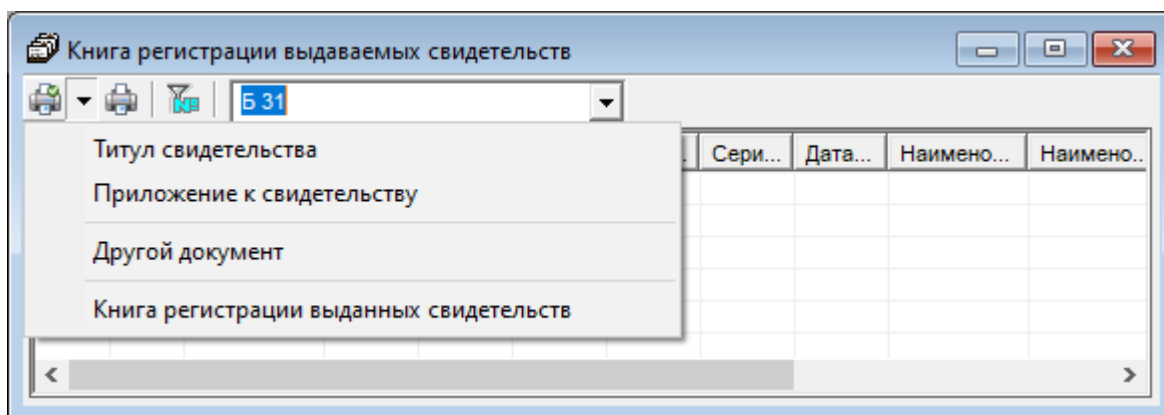 Книга регистрации выдаваемых свидетельств
№
Б 31
Титул свидетельства
. Сери... Дата... Наимено... Наимено..
Приложение к свидетельству
Другой документ
Книга регистрации выданных свидетельств